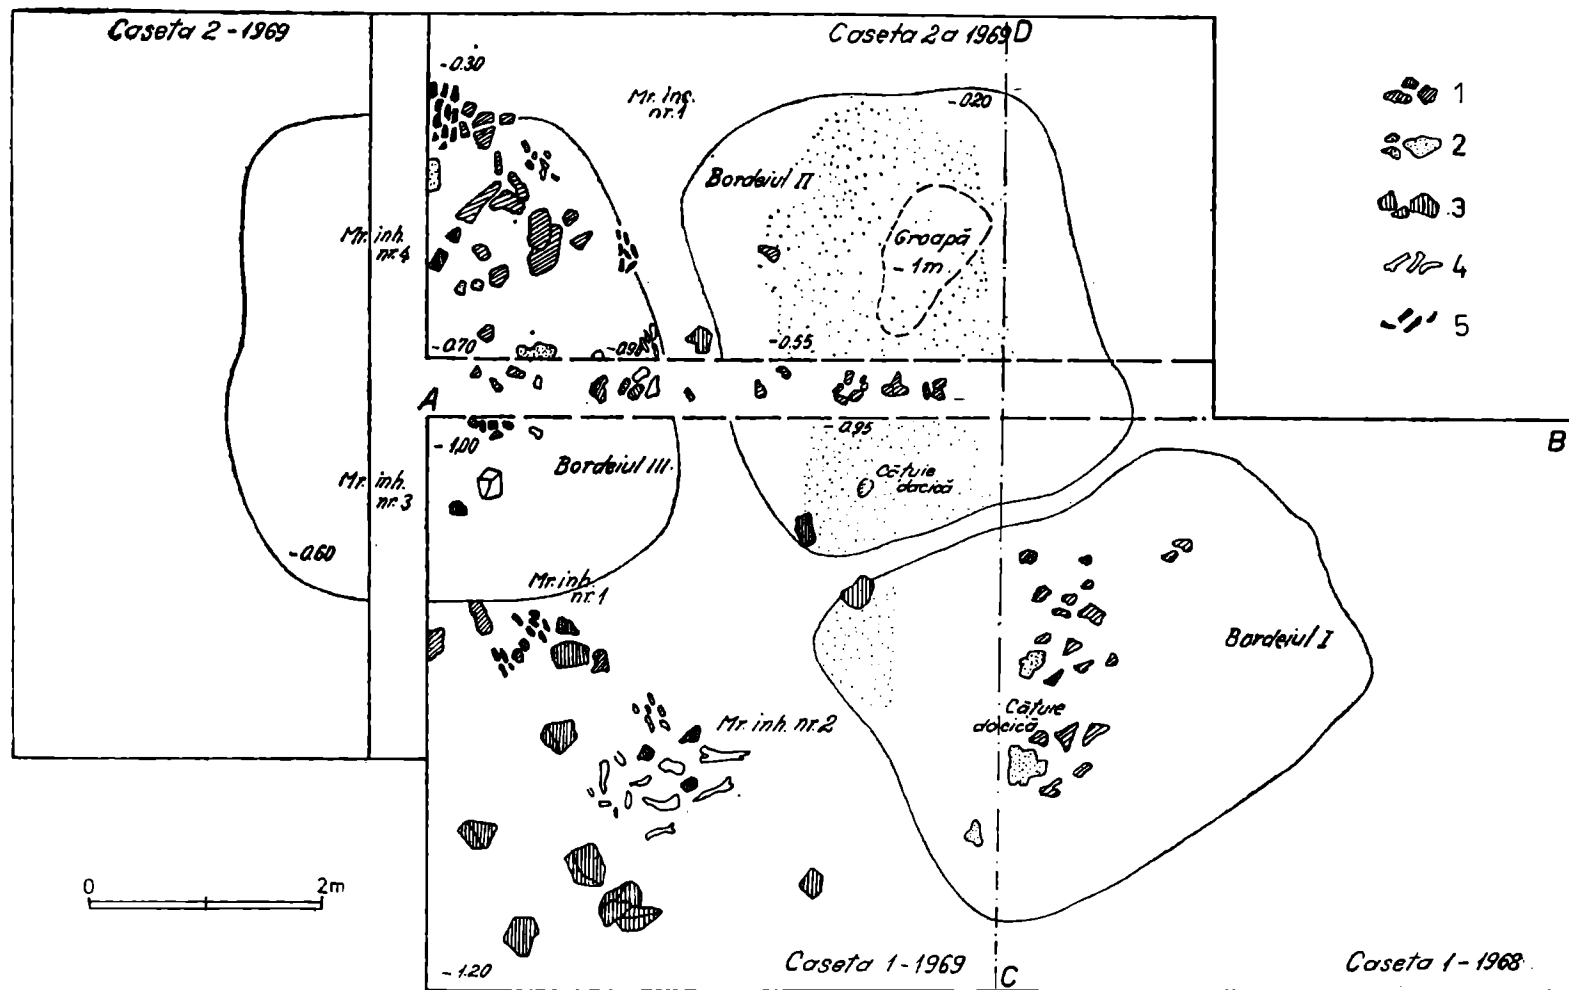 Caseta 2-1969
Caseta 2a 1969
D
-0.30
Mr. inc.
nr. 1
-0.20
1
2
3
4
5
Bordeiul II
Groapă
-1m
Mr. inh.
nr. 4
-0.70
-0.55
A
B
-0.95
-1.00
Bordeiul III
Cățuie
dacică
Mr. inh.
nr. 3
-0.60
Mr. inh.
nr. 1
Bordeiul I
Mr. inh. nr. 2
Cățuie
dacică
0
2m
-1.20
Caseta 1-1969
C
Caseta 1-1968